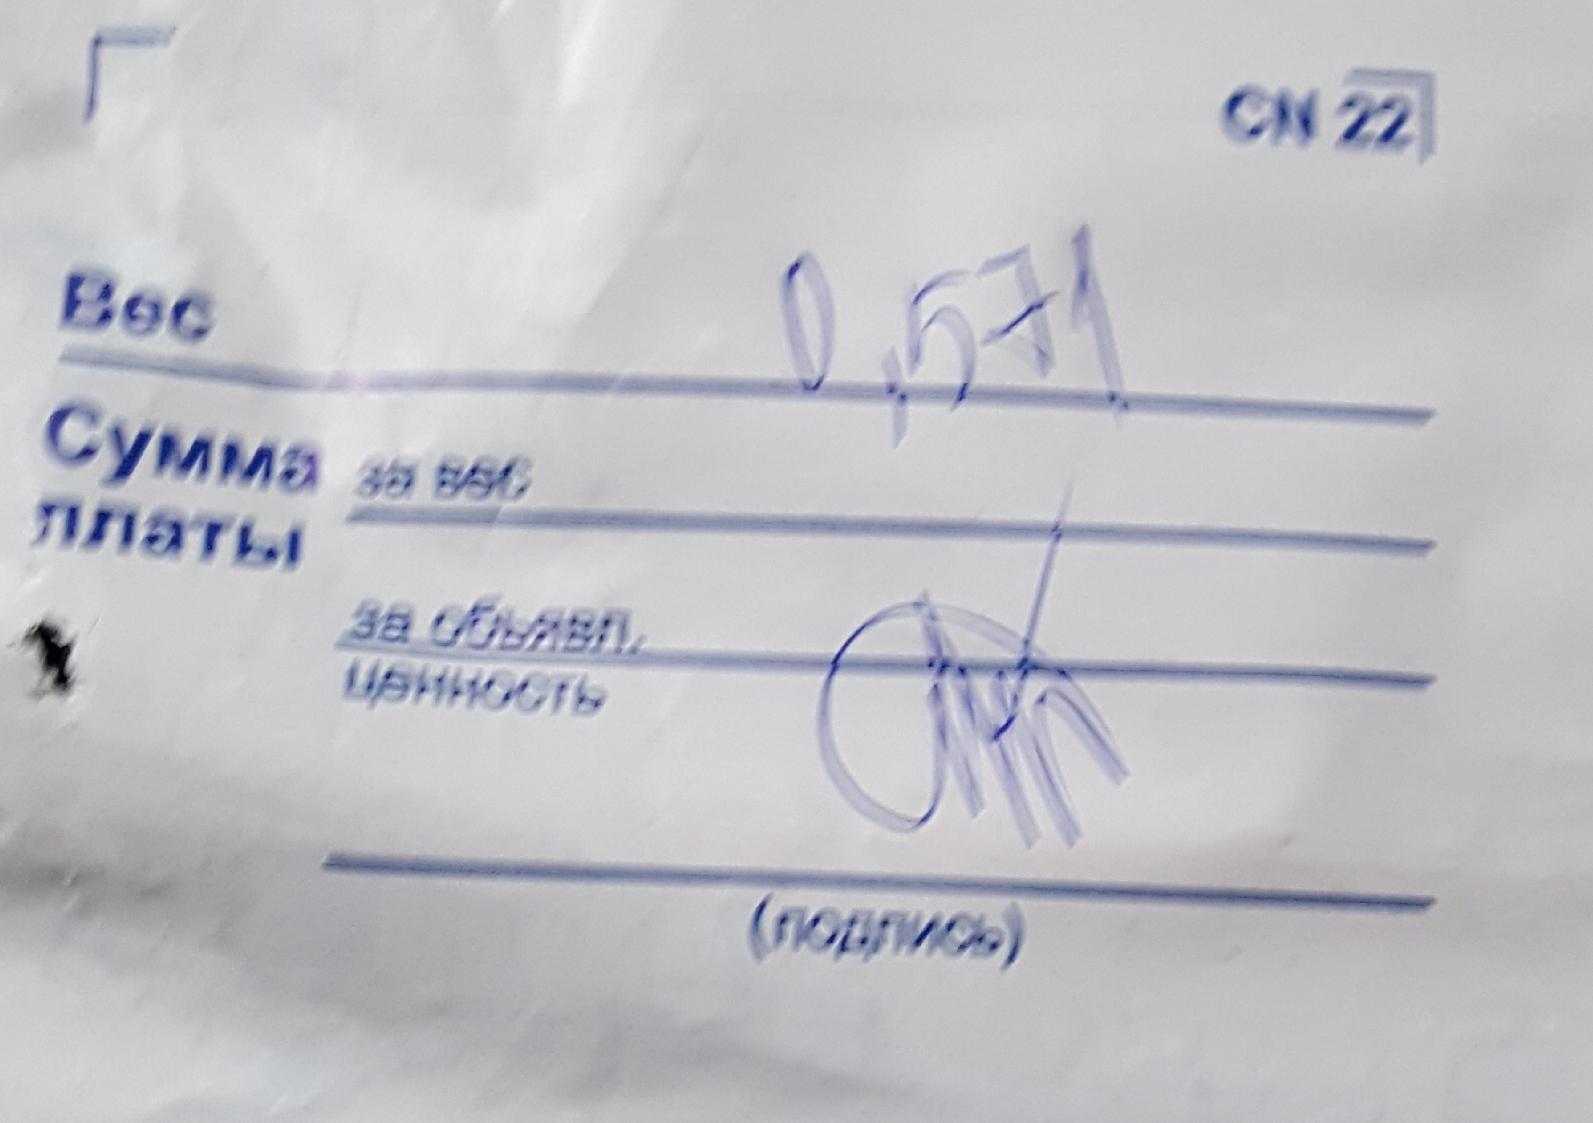 CN 22
Вес 0,571
Сумма за вес
платы
за объявл.
ценность
(подпись)